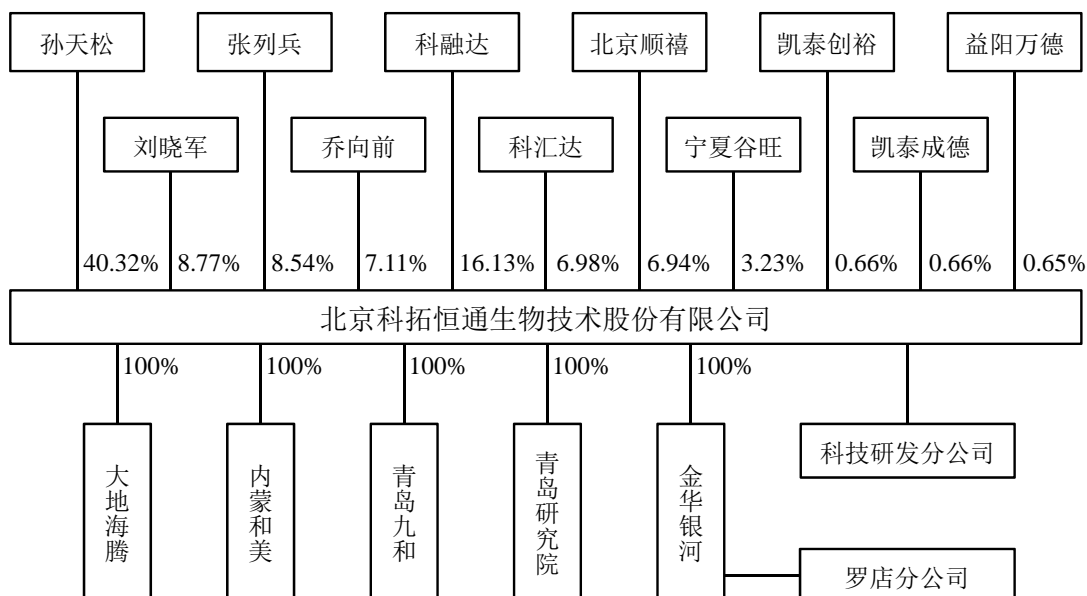 孙天松
张列兵
科融达
北京顺禧
凯泰创裕
益阳万德
刘晓军
乔向前
科汇达
宁夏谷旺
凯泰成德
40.32%
8.77%
8.54%
7.11%
16.13%
6.98%
6.94%
3.23%
0.66%
0.66%
0.65%
北京科拓恒通生物技术股份有限公司
100%
100%
100%
100%
100%
大地海腾
内蒙和美
青岛九和
青岛研究院
金华银河
科技研发分公司
罗店分公司